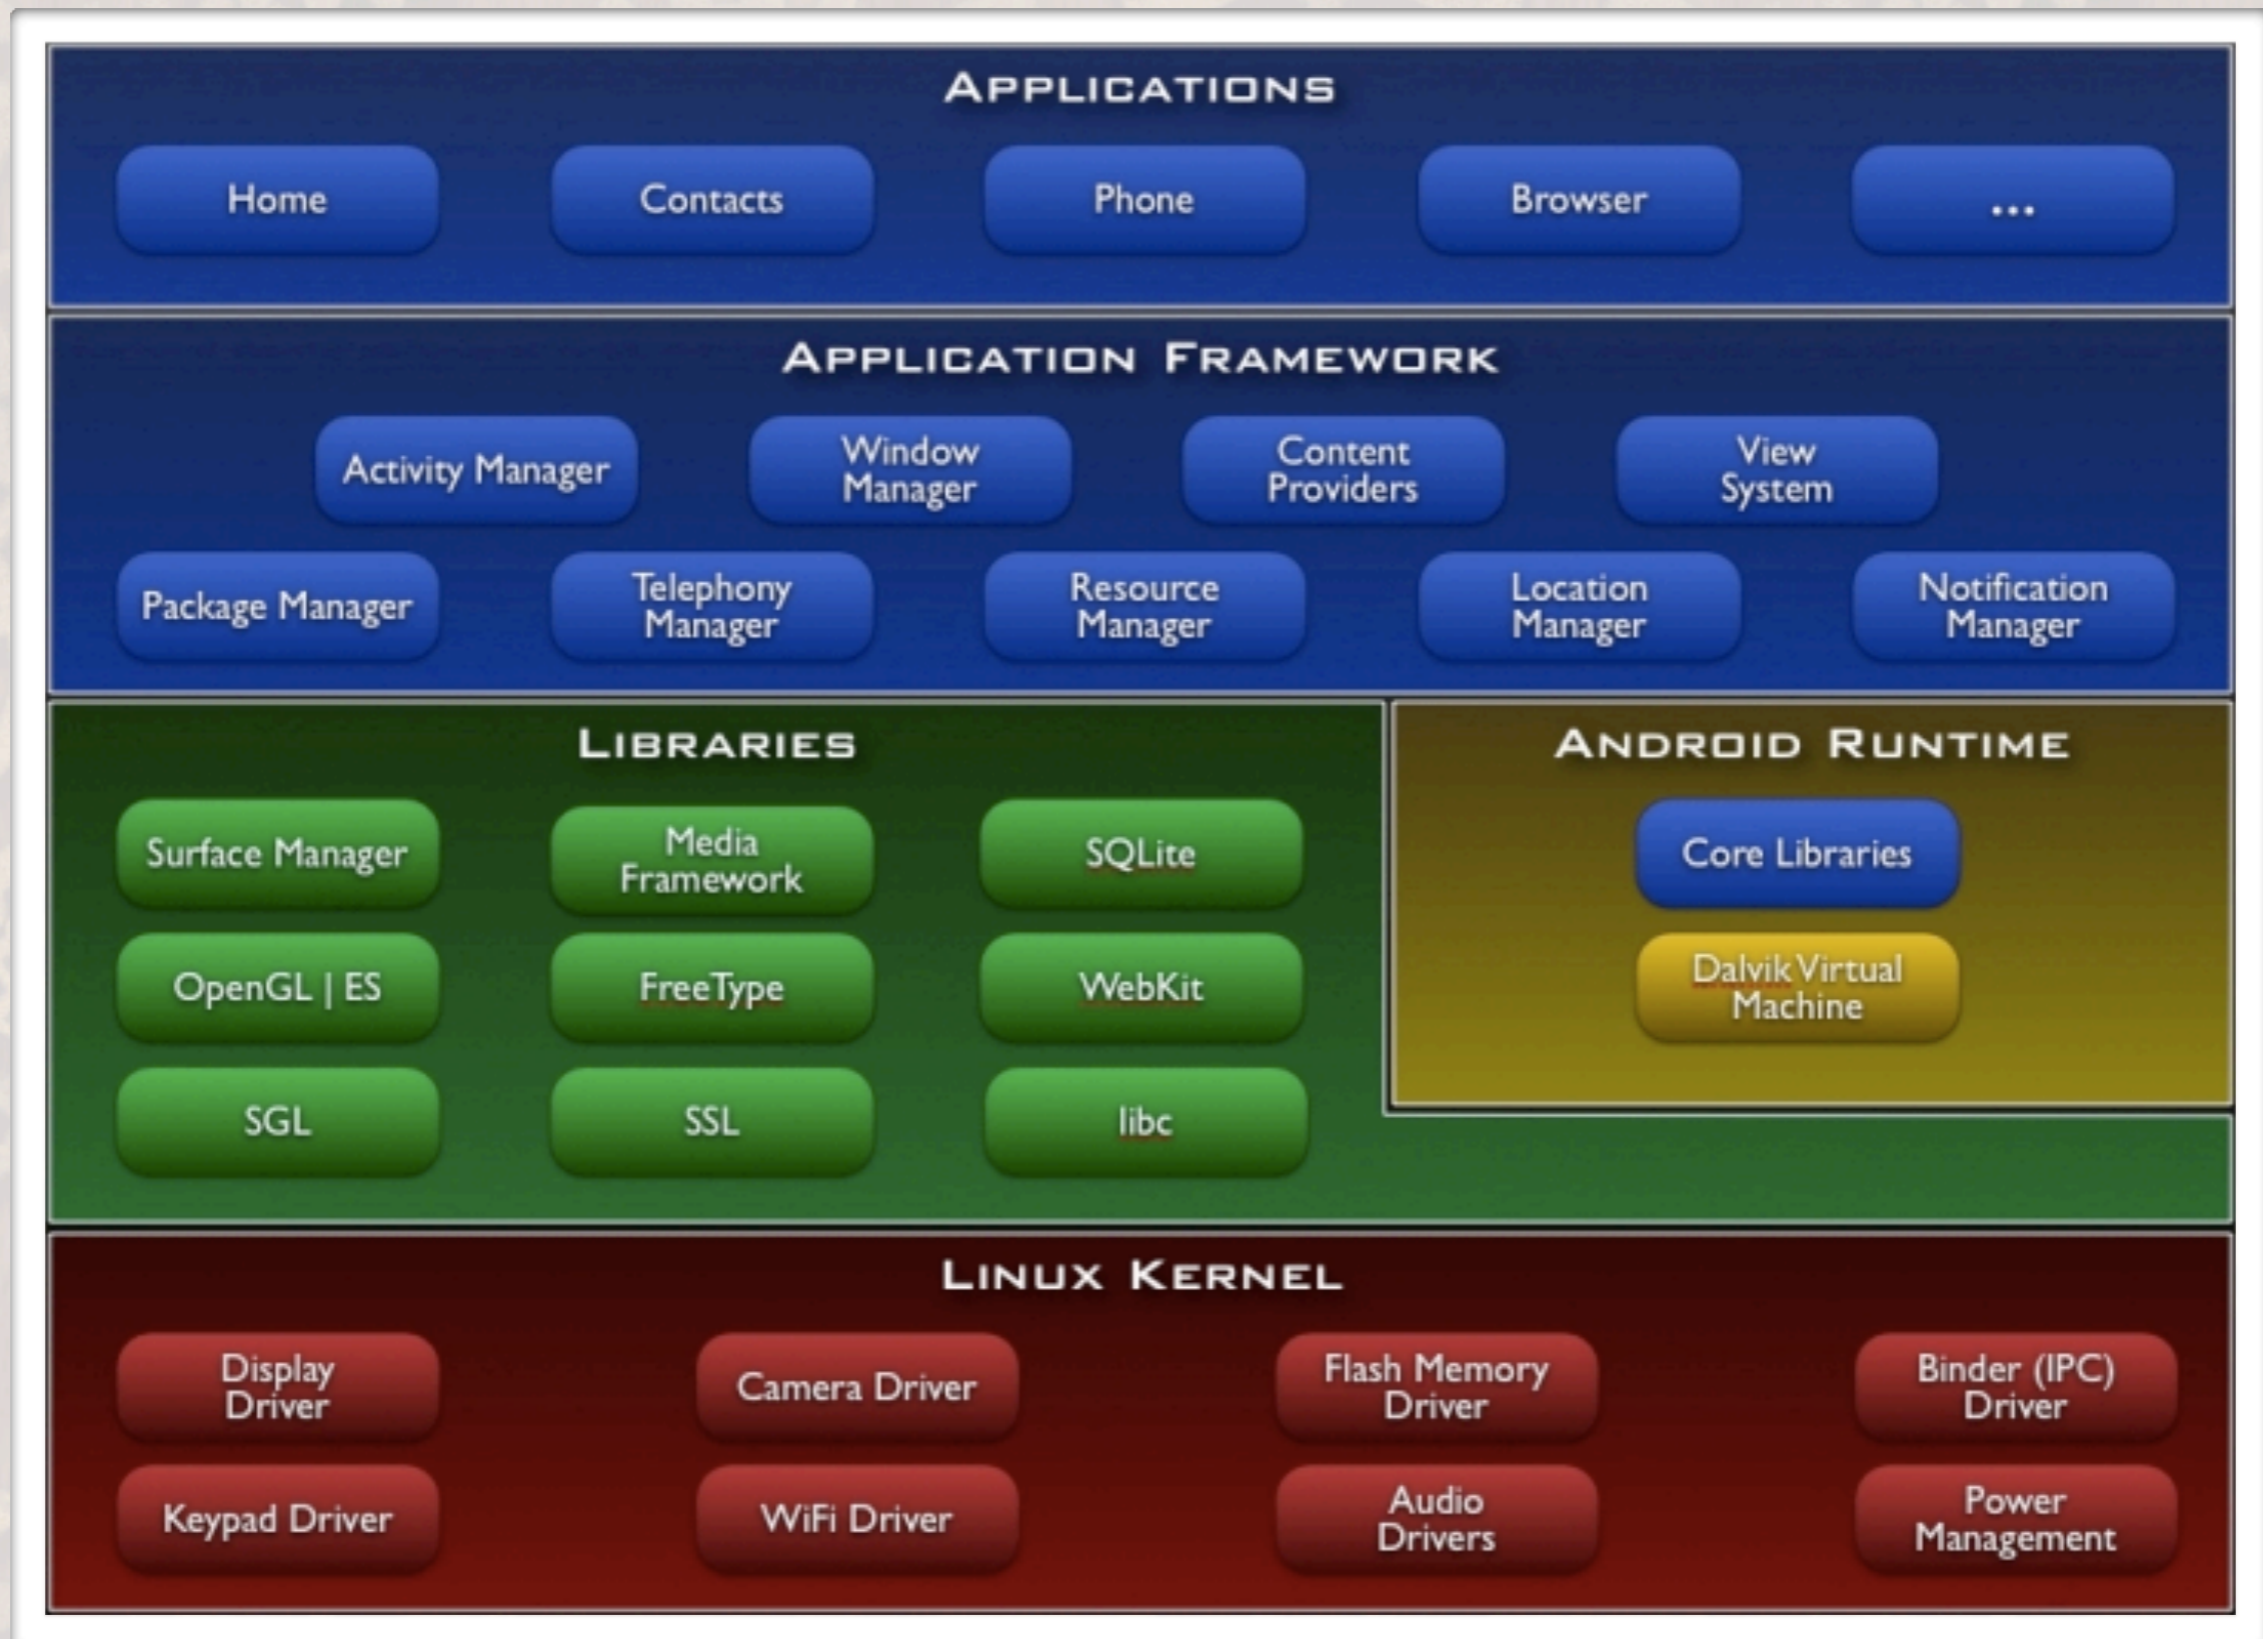 APPLICATIONS
Home
Contacts
Phone
Browser
...
APPLICATION FRAMEWORK
Activity Manager
Window
Manager
Content
Providers
View
System
Package Manager
Telephony
Manager
Resource
Manager
Location
Manager
Notification
Manager
LIBRARIES
Surface Manager
Media
Framework
SQLite
OpenGL | ES
FreeType
WebKit
SGL
SSL
libc
ANDROID RUNTIME
Core Libraries
Dalvik Virtual
Machine
LINUX KERNEL
Display
Driver
Camera Driver
Flash Memory
Driver
Binder (IPC)
Driver
Keypad Driver
WiFi Driver
Audio
Drivers
Power
Management